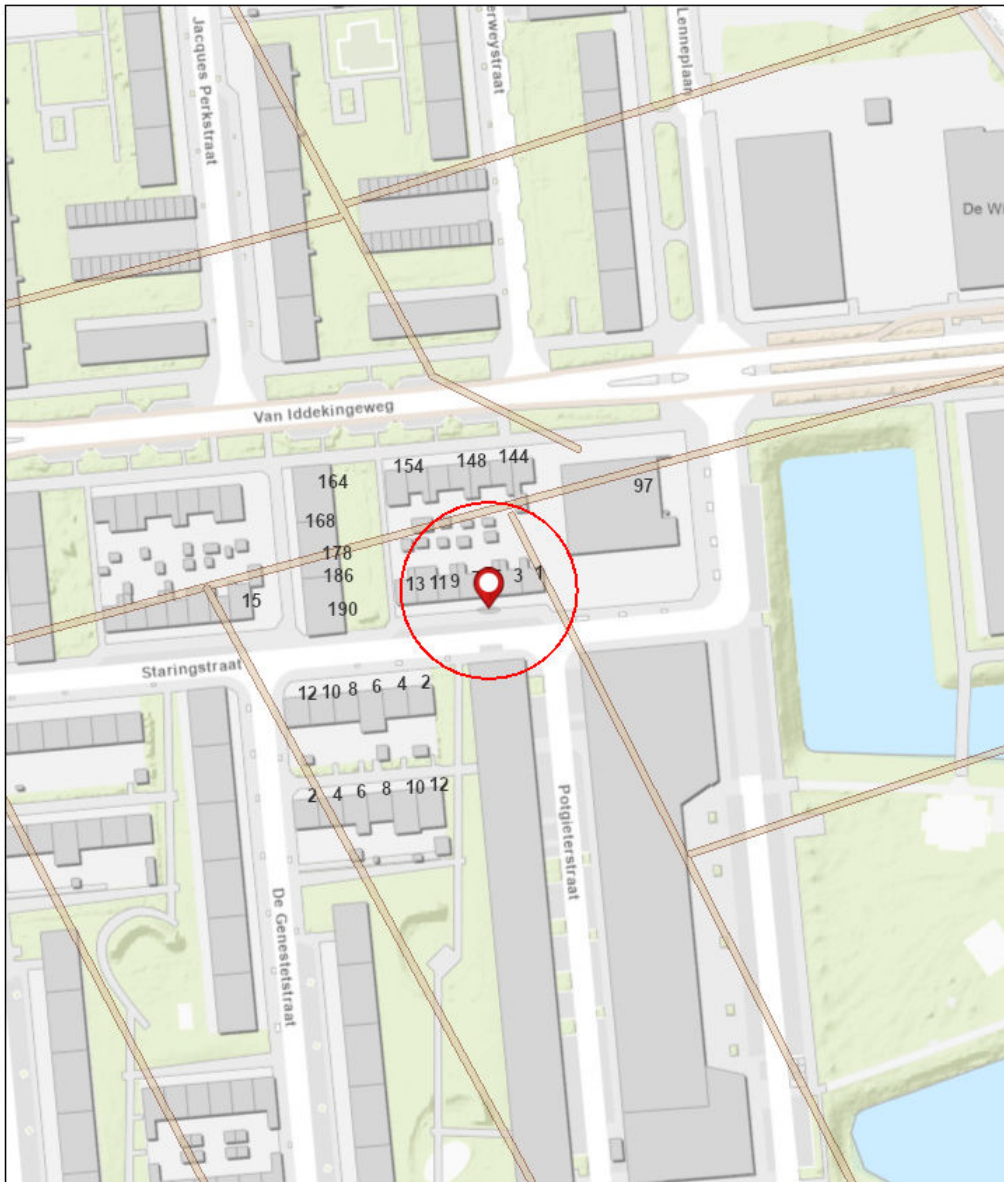 Jacques Perkstraat
erweystraat
Lenneplaan
De Wi
Van Iddekingeweg
154 148 144
164
97
168
178
186
190
15
13 11 9 3 1
Staringstraat
12 10 8 6 4 2
2 4 6 8 10 12
Potgieterstraat
De Genestetstraat